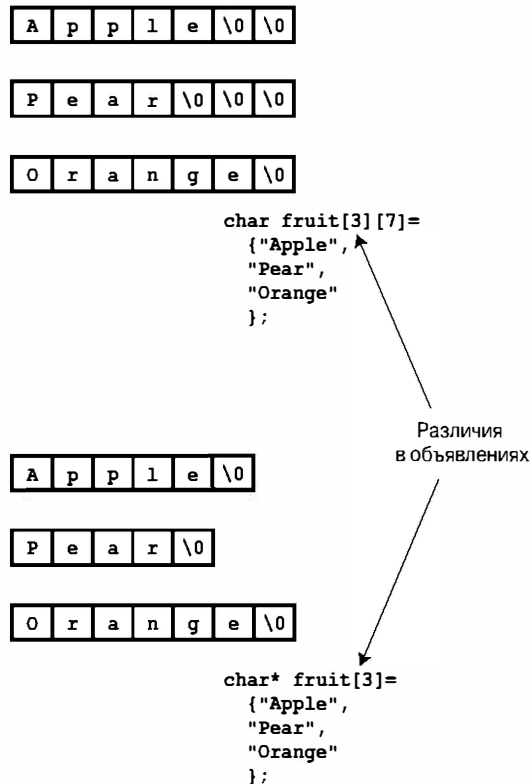 A p p l e \0 \0
P e a r \0 \0 \0
O r a n g e \0
char fruit[3][7]=
{"Apple",
"Pear",
"Orange"
};
Различия
в объявлениях
A p p l e \0
P e a r \0
O r a n g e \0
char* fruit[3]=
{"Apple",
"Pear",
"Orange"
};